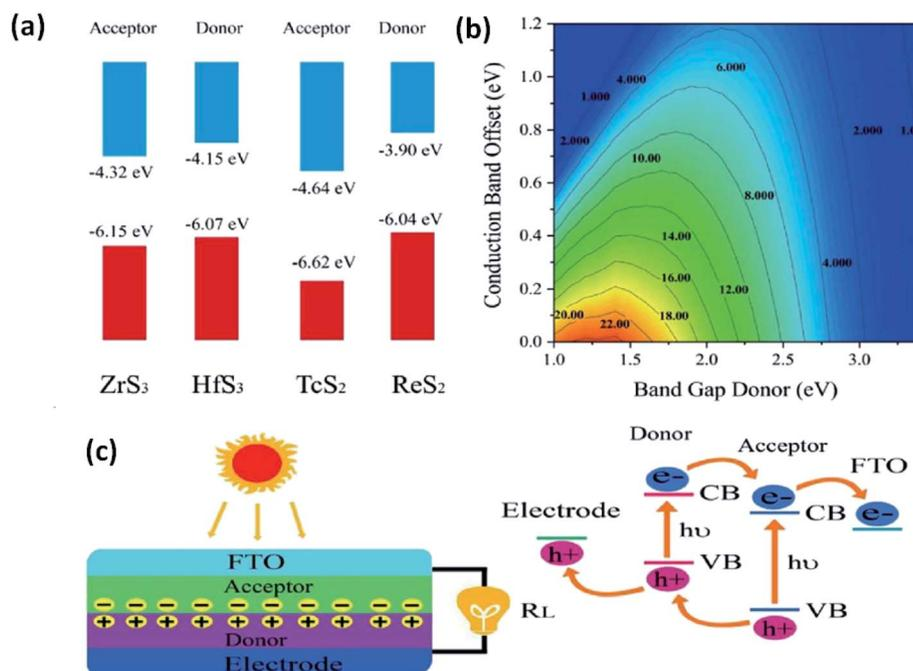 (a)
Acceptor Donor Acceptor Donor
-4.32 eV
-4.15 eV
-4.64 eV
-3.90 eV
-6.15 eV
-6.07 eV
-6.62 eV
-6.04 eV
ZrS3 HfS3 TcS2 ReS2
(b)
Conduction Band Offset (eV)
1.2
1.0
0.8
0.6
0.4
0.2
0.0
6.000
4.000
1.000
2.000
2.000
10.00
8.000
14.00
4.000
16.00
12.00
20.00
22.00
18.00
1.0 1.5 2.0 2.5 3.0
Band Gap Donor (eV)
(c)
FTO
Acceptor
− − − − − − − − − −
+ + + + + + + + + +
Donor
Electrode
RL
Donor
Acceptor
FTO
e-
CB
e-
CB
e-
Electrode
hυ
h+
VB
h+
hυ
VB
h+